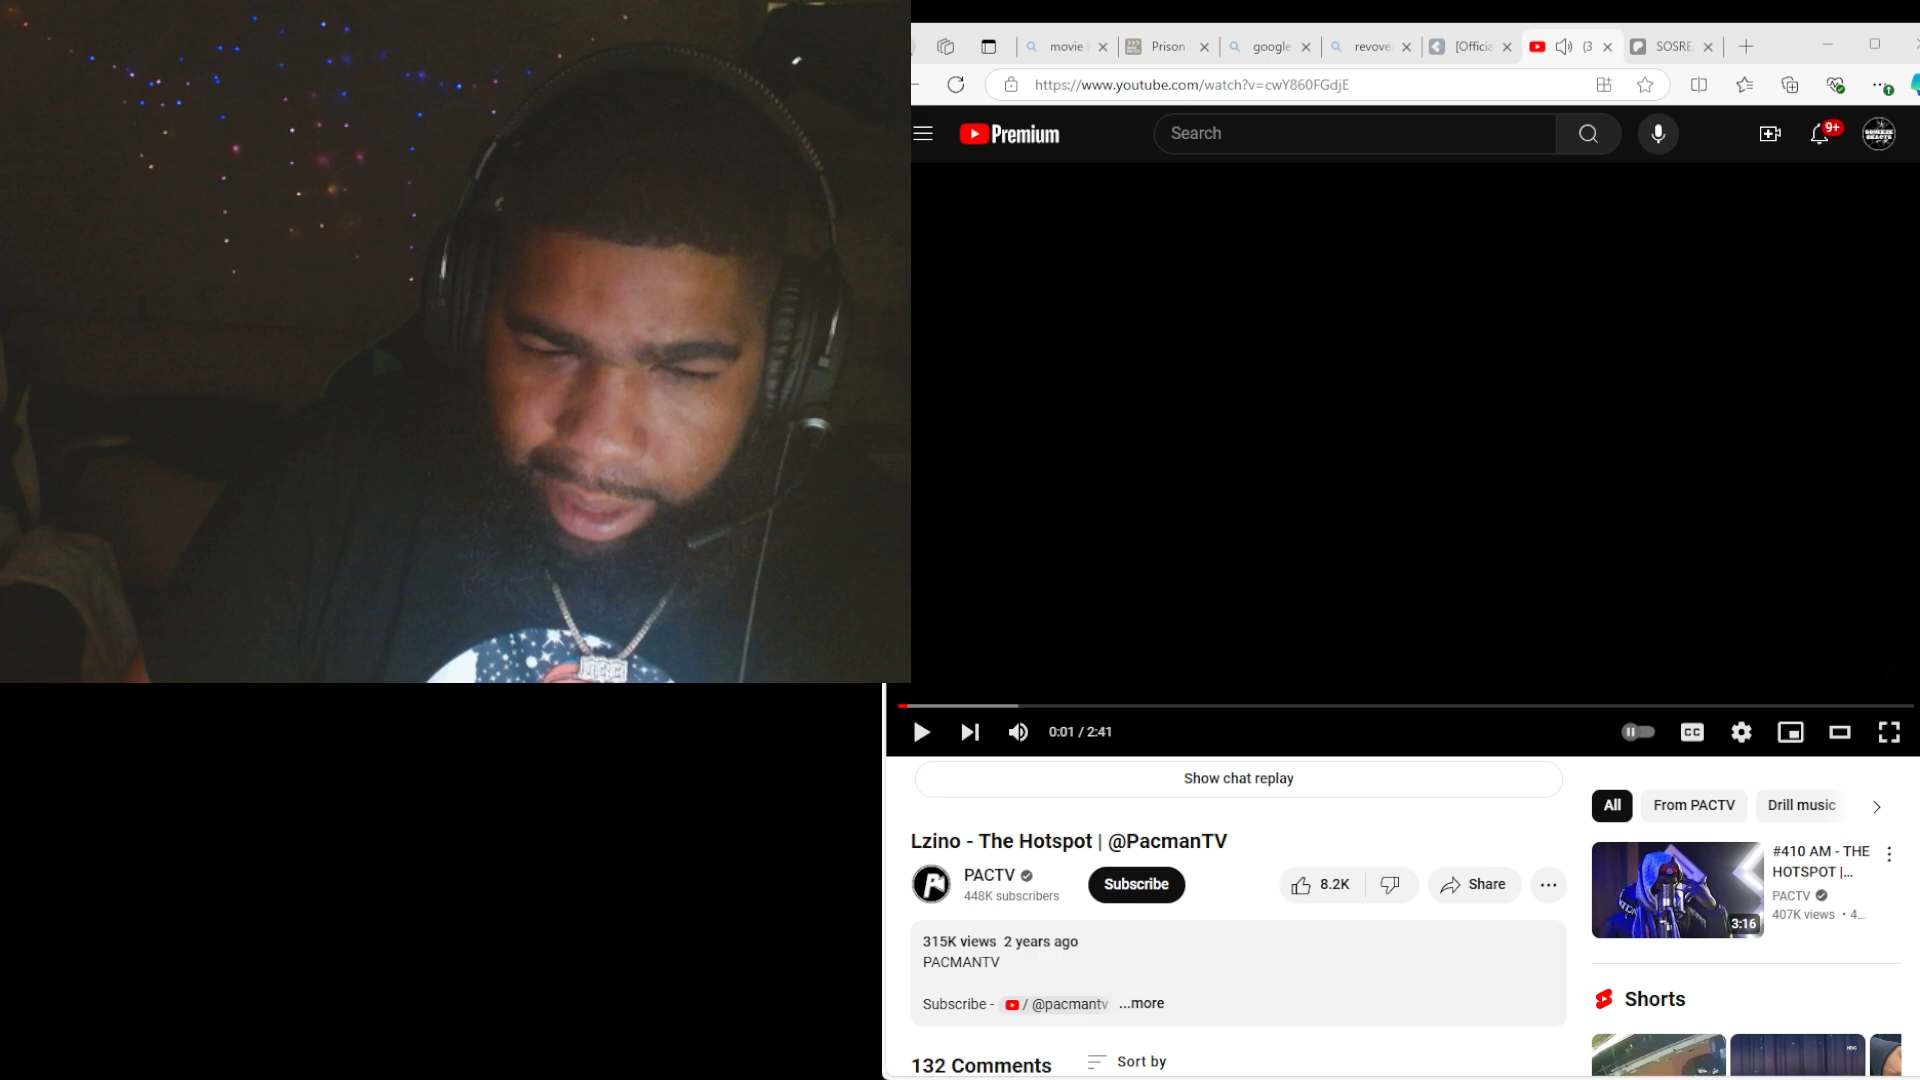 movie
Prison
google
revove
[Officia
(3
SOSRE
https://www.youtube.com/watch?v=cwY860FGdjE
Premium
Search
9+
0:01 / 2:41
CC
Show chat replay
All
From PACTV
Drill music
Lzino - The Hotspot | @PacmanTV
PACTV
448K subscribers
Subscribe
8.2K
Share
#410 AM - THE
HOTSPOT |...
PACTV
407K views • 4...
3:16
315K views 2 years ago
PACMANTV
Subscribe - / @pacmantv ...more
Shorts
132 Comments
Sort by